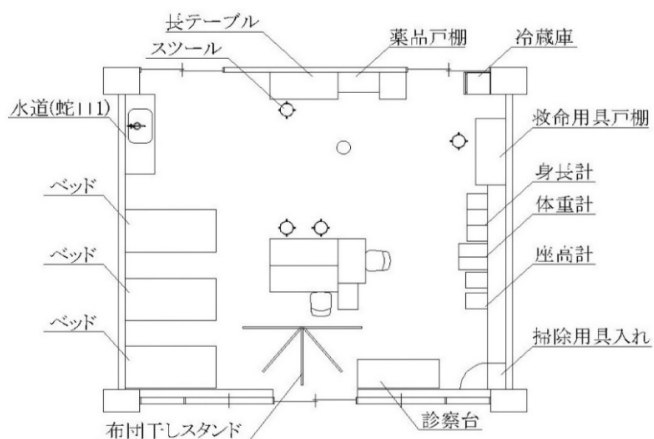 長テーブル
薬品戸棚
冷蔵庫
スツール
水道(蛇口1)
救命用具戸棚
身長計
ベッド
体重計
ベッド
座高計
ベッド
掃除用具入れ
布団干しスタンド
診察台